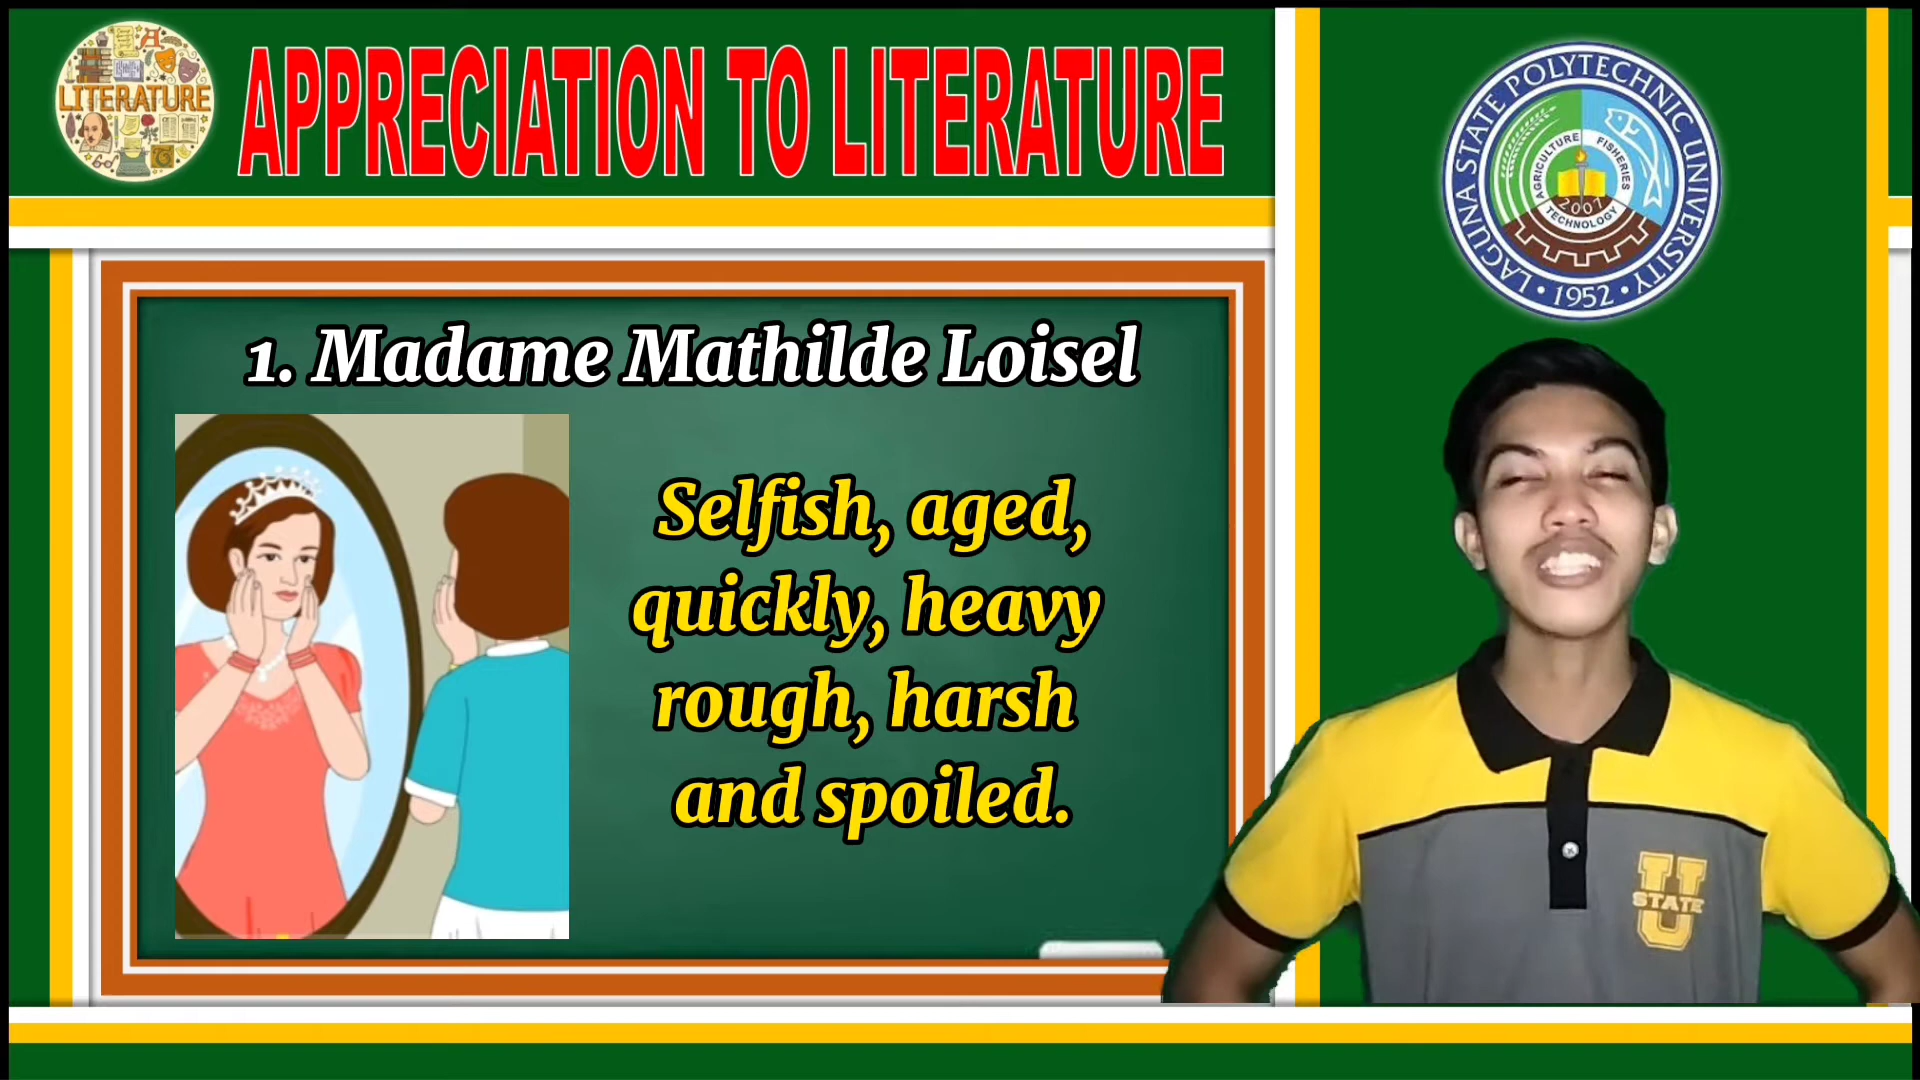 LITERATURE
APPRECIATION TO LITERATURE
LAGUNA STATE POLYTECHNIC UNIVERSITY
• 1952 •
AGRICULTURE
FISHERIES
2007
TECHNOLOGY
1. Madame Mathilde Loisel
Selfish, aged,
quickly, heavy
rough, harsh
and spoiled.
U
STATE